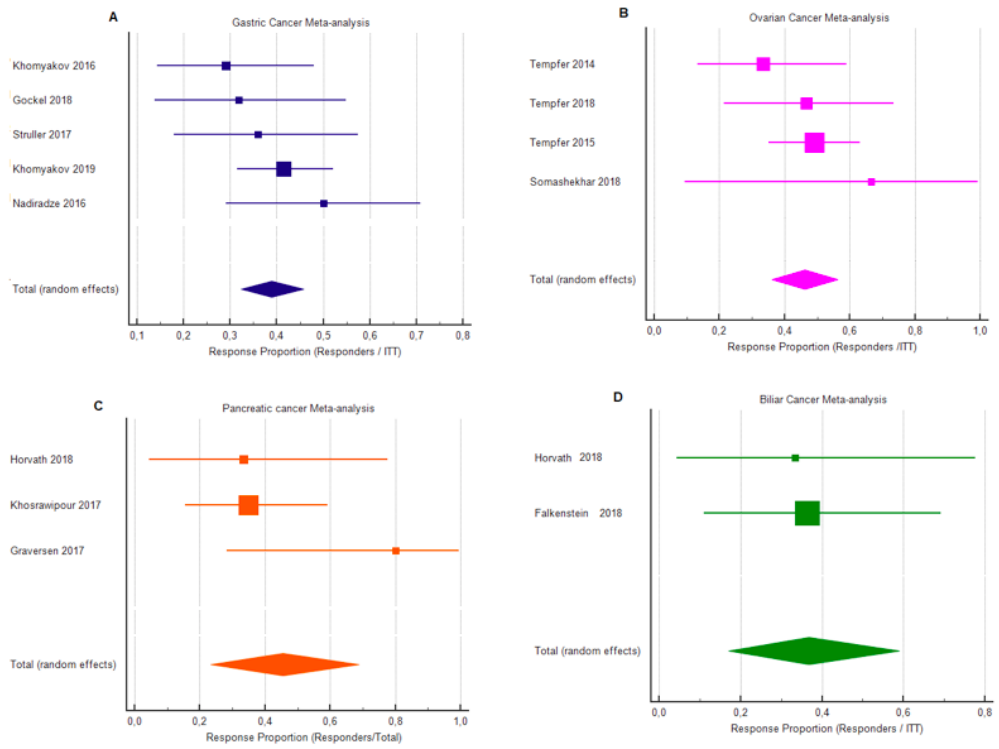 A
Gastric Cancer Meta-analysis
Khomyakov 2016
Gockel 2018
Struller 2017
Khomyakov 2019
Nadiradze 2016
Total (random effects)
0,1 0,2 0,3 0,4 0,5 0,6 0,7 0,8
Response Proportion (Responders / ITT)
B
Ovarian Cancer Meta-analysis
Tempfer 2014
Tempfer 2018
Tempfer 2015
Somashekhar 2018
Total (random effects)
0,0 0,2 0,4 0,6 0,8 1,0
Response Proportion (Responders /ITT)
C
Pancreatic cancer Meta-analysis
Horvath 2018
Khosrawipour 2017
Graversen 2017
Total (random effects)
0,0 0,2 0,4 0,6 0,8 1,0
Response Proportion (Responders/Total)
D
Biliar Cancer Meta-analysis
Horvath 2018
Falkenstein 2018
Total (random effects)
0,0 0,2 0,4 0,6 0,8
Response Proportion (Responders / ITT)